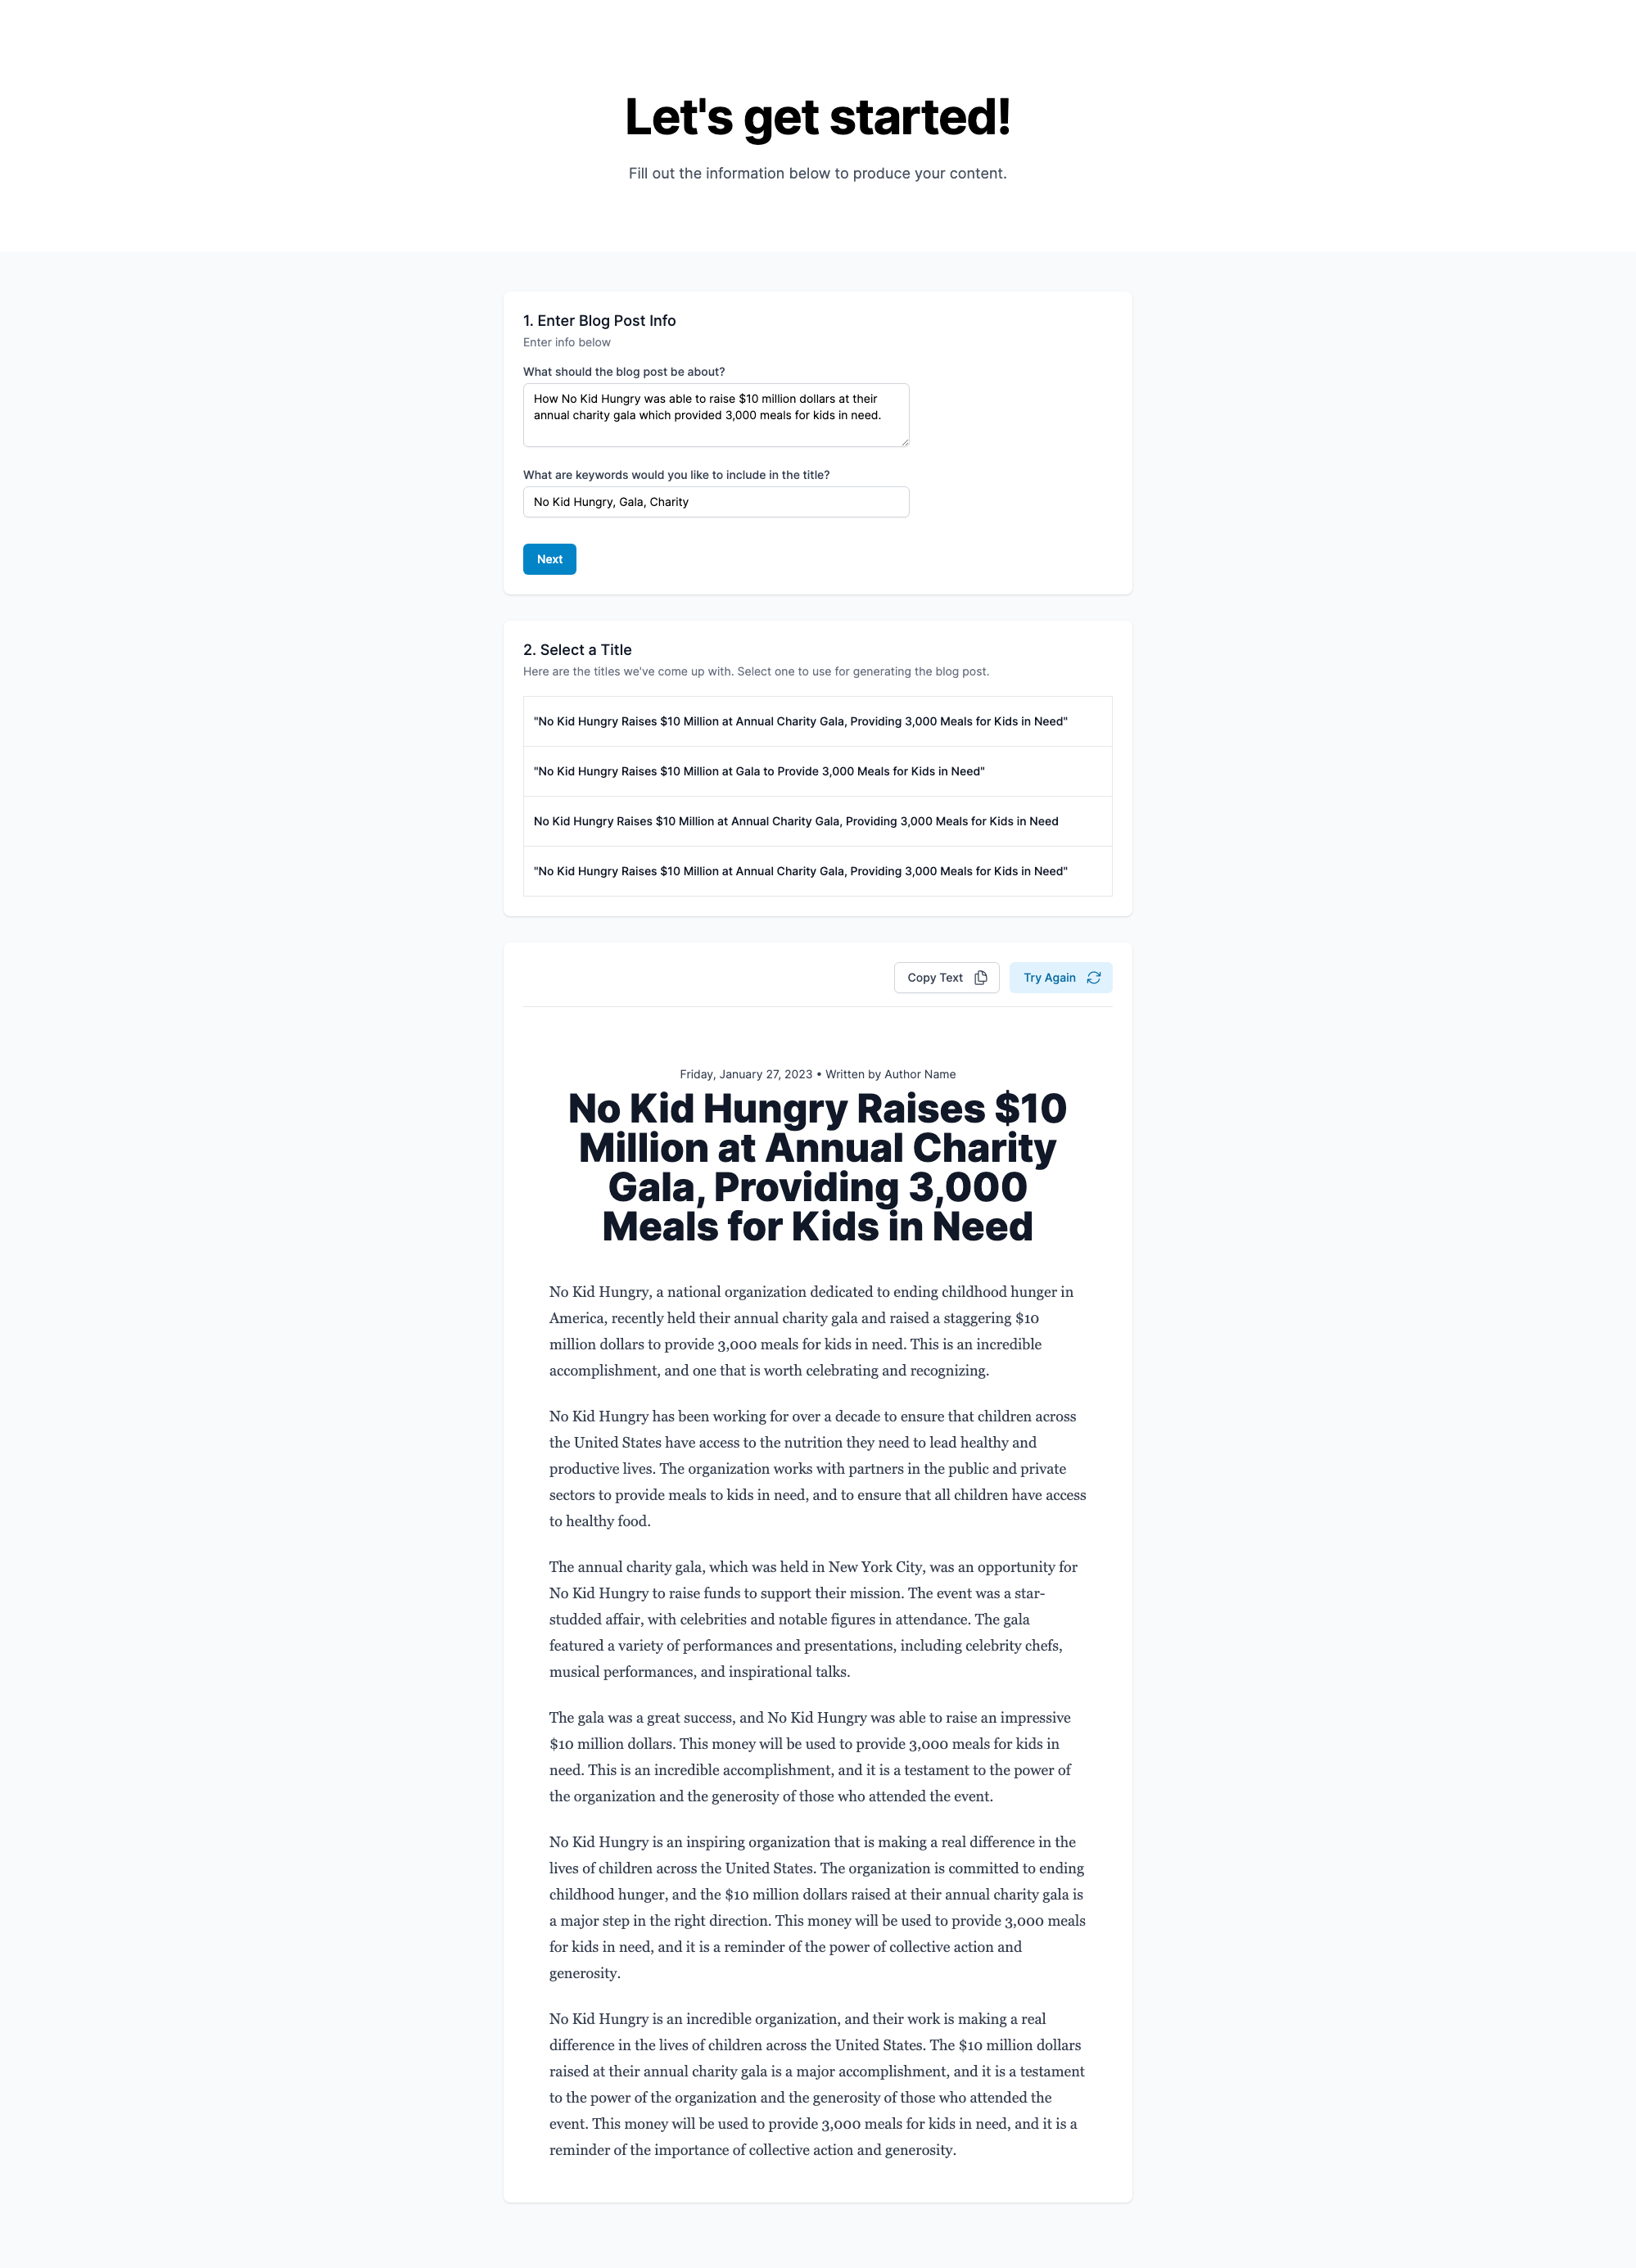 Let's get started!
Fill out the information below to produce your content.
1. Enter Blog Post Info
Enter info below
What should the blog post be about?
How No Kid Hungry was able to raise $10 million dollars at their
annual charity gala which provided 3,000 meals for kids in need.
What are keywords would you like to include in the title?
No Kid Hungry, Gala, Charity
Next
2. Select a Title
Here are the titles we've come up with. Select one to use for generating the blog post.
"No Kid Hungry Raises $10 Million at Annual Charity Gala, Providing 3,000 Meals for Kids in Need"
"No Kid Hungry Raises $10 Million at Gala to Provide 3,000 Meals for Kids in Need"
No Kid Hungry Raises $10 Million at Annual Charity Gala, Providing 3,000 Meals for Kids in Need
"No Kid Hungry Raises $10 Million at Annual Charity Gala, Providing 3,000 Meals for Kids in Need"
Copy Text
Try Again
Friday, January 27, 2023 • Written by Author Name
No Kid Hungry Raises $10
Million at Annual Charity
Gala, Providing 3,000
Meals for Kids in Need
No Kid Hungry, a national organization dedicated to ending childhood hunger in
America, recently held their annual charity gala and raised a staggering $10
million dollars to provide 3,000 meals for kids in need. This is an incredible
accomplishment, and one that is worth celebrating and recognizing.
No Kid Hungry has been working for over a decade to ensure that children across
the United States have access to the nutrition they need to lead healthy and
productive lives. The organization works with partners in the public and private
sectors to provide meals to kids in need, and to ensure that all children have access
to healthy food.
The annual charity gala, which was held in New York City, was an opportunity for
No Kid Hungry to raise funds to support their mission. The event was a star-
studded affair, with celebrities and notable figures in attendance. The gala
featured a variety of performances and presentations, including celebrity chefs,
musical performances, and inspirational talks.
The gala was a great success, and No Kid Hungry was able to raise an impressive
$10 million dollars. This money will be used to provide 3,000 meals for kids in
need. This is an incredible accomplishment, and it is a testament to the power of
the organization and the generosity of those who attended the event.
No Kid Hungry is an inspiring organization that is making a real difference in the
lives of children across the United States. The organization is committed to ending
childhood hunger, and the $10 million dollars raised at their annual charity gala is
a major step in the right direction. This money will be used to provide 3,000 meals
for kids in need, and it is a reminder of the power of collective action and
generosity.
No Kid Hungry is an incredible organization, and their work is making a real
difference in the lives of children across the United States. The $10 million dollars
raised at their annual charity gala is a major accomplishment, and it is a testament
to the power of the organization and the generosity of those who attended the
event. This money will be used to provide 3,000 meals for kids in need, and it is a
reminder of the importance of collective action and generosity.